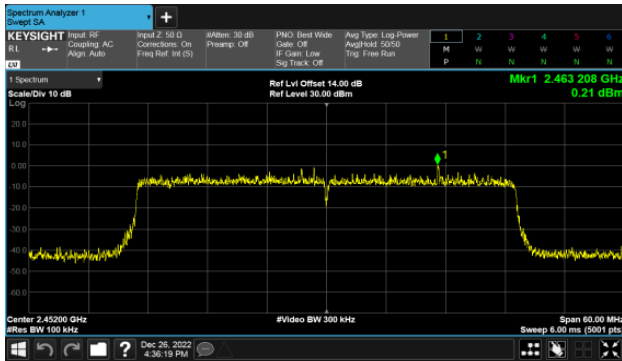 Spectrum Analyzer 1
Swept SA
+
KEYSIGHT Input: RF Input Z: 50 Ω #Atten: 30 dB PNO: Best Wide Avg Type: Log-Power 1 2 3 4 5 6
RL Coupling: AC Corrections: On Preamp: Off Gate: Off Avg|Hold: 50/50 M W W W W W
Align: Auto Freq Ref: Int (S) IF Gain: Low Trig: Free Run P N N N N N
LXI Sig Track: Off
1 Spectrum Ref Lvl Offset 14.00 dB Mkr1 2.463 208 GHz
Scale/Div 10 dB Ref Level 30.00 dBm 0.21 dBm
Log
20.0
10.0
0.00
1
-10.0
-20.0
-30.0
-40.0
-50.0
-60.0
Center 2.45200 GHz #Video BW 300 kHz Span 60.00 MHz
#Res BW 100 kHz Sweep 6.00 ms (5001 pts)
? Dec 26, 2022
4:36:19 PM